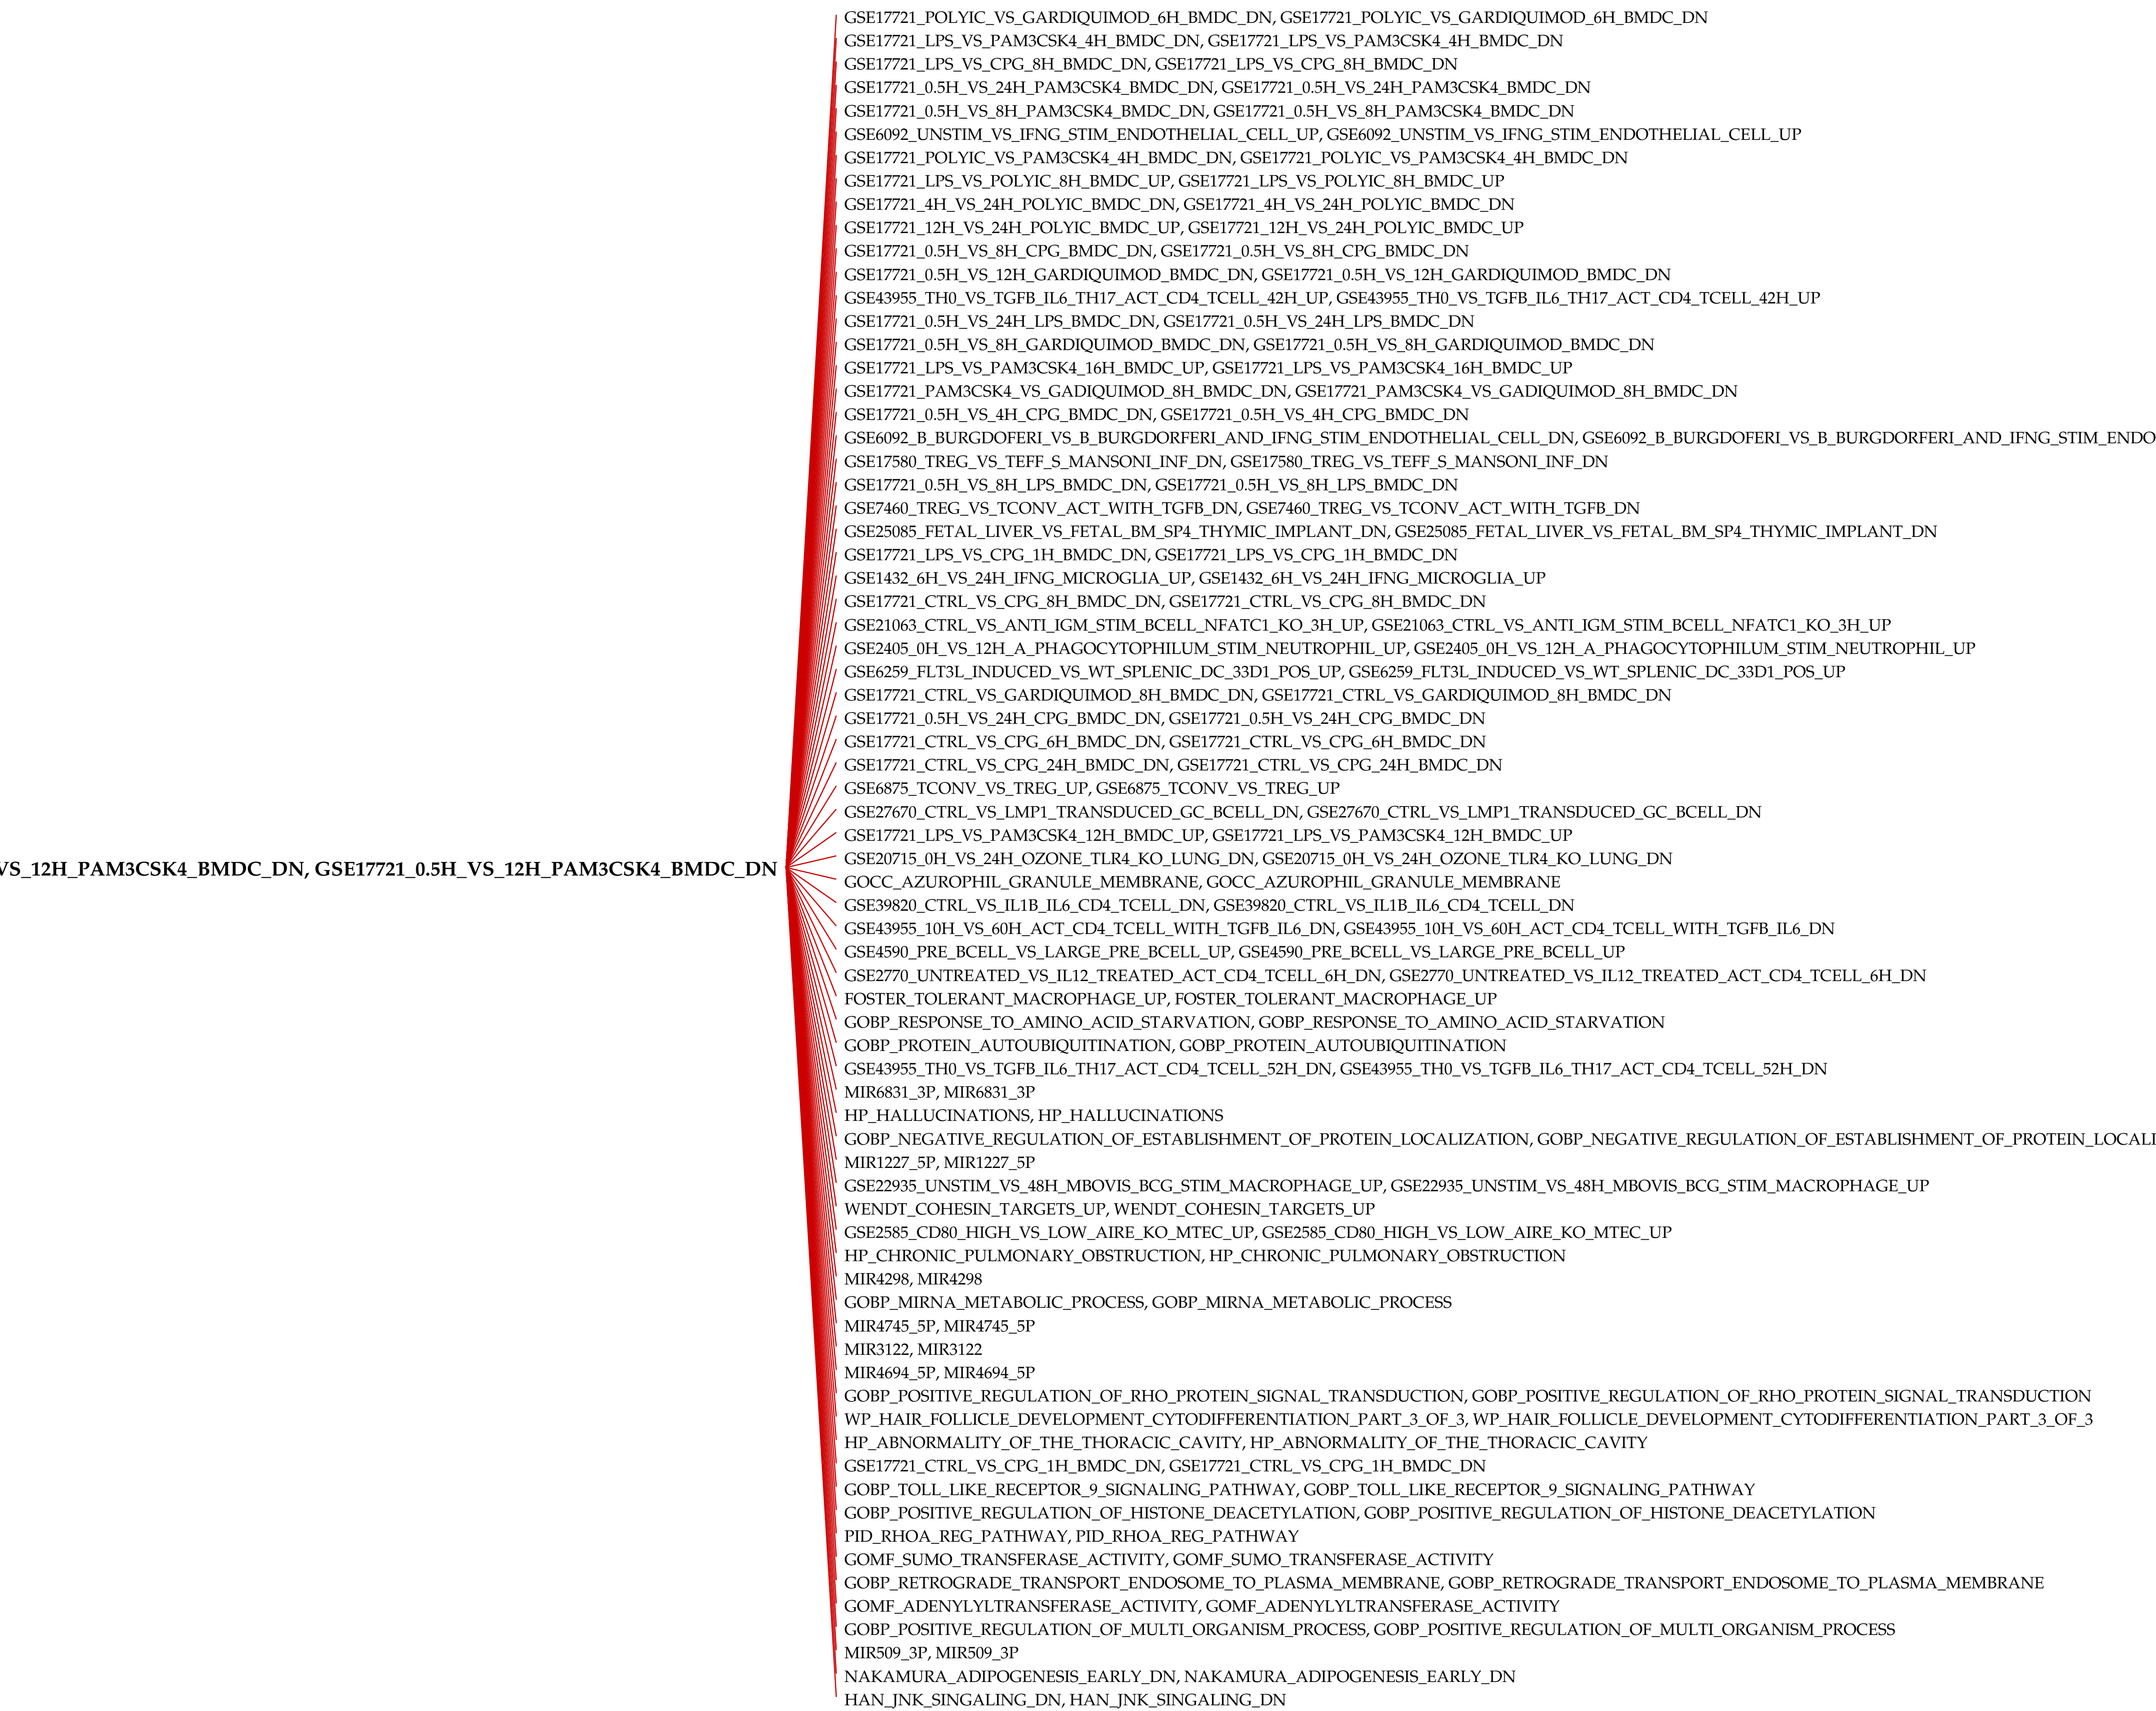 GSE17721_POLYIC_VS_GARDIQUIMOD_6H_BMDC_DN, GSE17721_POLYIC_VS_GARDIQUIMOD_6H_BMDC_DN
GSE17721_LPS_VS_PAM3CSK4_4H_BMDC_DN, GSE17721_LPS_VS_PAM3CSK4_4H_BMDC_DN
GSE17721_LPS_VS_CPG_8H_BMDC_DN, GSE17721_LPS_VS_CPG_8H_BMDC_DN
GSE17721_0.5H_VS_24H_PAM3CSK4_BMDC_DN, GSE17721_0.5H_VS_24H_PAM3CSK4_BMDC_DN
GSE17721_0.5H_VS_8H_PAM3CSK4_BMDC_DN, GSE17721_0.5H_VS_8H_PAM3CSK4_BMDC_DN
GSE6092_UNSTIM_VS_IFNG_STIM_ENDOTHELIAL_CELL_UP, GSE6092_UNSTIM_VS_IFNG_STIM_ENDOTHELIAL_CELL_UP
GSE17721_POLYIC_VS_PAM3CSK4_4H_BMDC_DN, GSE17721_POLYIC_VS_PAM3CSK4_4H_BMDC_DN
GSE17721_LPS_VS_POLYIC_8H_BMDC_UP, GSE17721_LPS_VS_POLYIC_8H_BMDC_UP
GSE17721_4H_VS_24H_POLYIC_BMDC_DN, GSE17721_4H_VS_24H_POLYIC_BMDC_DN
GSE17721_12H_VS_24H_POLYIC_BMDC_UP, GSE17721_12H_VS_24H_POLYIC_BMDC_UP
GSE17721_0.5H_VS_8H_CPG_BMDC_DN, GSE17721_0.5H_VS_8H_CPG_BMDC_DN
GSE17721_0.5H_VS_12H_GARDIQUIMOD_BMDC_DN, GSE17721_0.5H_VS_12H_GARDIQUIMOD_BMDC_DN
GSE43955_TH0_VS_TGFB_IL6_TH17_ACT_CD4_TCELL_42H_UP, GSE43955_TH0_VS_TGFB_IL6_TH17_ACT_CD4_TCELL_42H_UP
GSE17721_0.5H_VS_24H_LPS_BMDC_DN, GSE17721_0.5H_VS_24H_LPS_BMDC_DN
GSE17721_0.5H_VS_8H_GARDIQUIMOD_BMDC_DN, GSE17721_0.5H_VS_8H_GARDIQUIMOD_BMDC_DN
GSE17721_LPS_VS_PAM3CSK4_16H_BMDC_UP, GSE17721_LPS_VS_PAM3CSK4_16H_BMDC_UP
GSE17721_PAM3CSK4_VS_GADIQUIMOD_8H_BMDC_DN, GSE17721_PAM3CSK4_VS_GADIQUIMOD_8H_BMDC_DN
GSE17721_0.5H_VS_4H_CPG_BMDC_DN, GSE17721_0.5H_VS_4H_CPG_BMDC_DN
GSE6092_B_BURGDOFERI_VS_B_BURGDORFERI_AND_IFNG_STIM_ENDOTHELIAL_CELL_DN, GSE6092_B_BURGDOFERI_VS_B_BURGDORFERI_AND_IFNG_STIM_ENDO
GSE17580_TREG_VS_TEFF_S_MANSONI_INF_DN, GSE17580_TREG_VS_TEFF_S_MANSONI_INF_DN
GSE17721_0.5H_VS_8H_LPS_BMDC_DN, GSE17721_0.5H_VS_8H_LPS_BMDC_DN
GSE7460_TREG_VS_TCONV_ACT_WITH_TGFB_DN, GSE7460_TREG_VS_TCONV_ACT_WITH_TGFB_DN
GSE25085_FETAL_LIVER_VS_FETAL_BM_SP4_THYMIC_IMPLANT_DN, GSE25085_FETAL_LIVER_VS_FETAL_BM_SP4_THYMIC_IMPLANT_DN
GSE17721_LPS_VS_CPG_1H_BMDC_DN, GSE17721_LPS_VS_CPG_1H_BMDC_DN
GSE1432_6H_VS_24H_IFNG_MICROGLIA_UP, GSE1432_6H_VS_24H_IFNG_MICROGLIA_UP
GSE17721_CTRL_VS_CPG_8H_BMDC_DN, GSE17721_CTRL_VS_CPG_8H_BMDC_DN
GSE21063_CTRL_VS_ANTI_IGM_STIM_BCELL_NFATC1_KO_3H_UP, GSE21063_CTRL_VS_ANTI_IGM_STIM_BCELL_NFATC1_KO_3H_UP
GSE2405_0H_VS_12H_A_PHAGOCYTOPHILUM_STIM_NEUTROPHIL_UP, GSE2405_0H_VS_12H_A_PHAGOCYTOPHILUM_STIM_NEUTROPHIL_UP
GSE6259_FLT3L_INDUCED_VS_WT_SPLENIC_DC_33D1_POS_UP, GSE6259_FLT3L_INDUCED_VS_WT_SPLENIC_DC_33D1_POS_UP
GSE17721_CTRL_VS_GARDIQUIMOD_8H_BMDC_DN, GSE17721_CTRL_VS_GARDIQUIMOD_8H_BMDC_DN
GSE17721_0.5H_VS_24H_CPG_BMDC_DN, GSE17721_0.5H_VS_24H_CPG_BMDC_DN
GSE17721_CTRL_VS_CPG_6H_BMDC_DN, GSE17721_CTRL_VS_CPG_6H_BMDC_DN
GSE17721_CTRL_VS_CPG_24H_BMDC_DN, GSE17721_CTRL_VS_CPG_24H_BMDC_DN
GSE6875_TCONV_VS_TREG_UP, GSE6875_TCONV_VS_TREG_UP
GSE27670_CTRL_VS_LMP1_TRANSDUCED_GC_BCELL_DN, GSE27670_CTRL_VS_LMP1_TRANSDUCED_GC_BCELL_DN
GSE17721_LPS_VS_PAM3CSK4_12H_BMDC_UP, GSE17721_LPS_VS_PAM3CSK4_12H_BMDC_UP
GSE20715_0H_VS_24H_OZONE_TLR4_KO_LUNG_DN, GSE20715_0H_VS_24H_OZONE_TLR4_KO_LUNG_DN
VS_12H_PAM3CSK4_BMDC_DN, GSE17721_0.5H_VS_12H_PAM3CSK4_BMDC_DN
GOCC_AZUROPHIL_GRANULE_MEMBRANE, GOCC_AZUROPHIL_GRANULE_MEMBRANE
GSE39820_CTRL_VS_IL1B_IL6_CD4_TCELL_DN, GSE39820_CTRL_VS_IL1B_IL6_CD4_TCELL_DN
GSE43955_10H_VS_60H_ACT_CD4_TCELL_WITH_TGFB_IL6_DN, GSE43955_10H_VS_60H_ACT_CD4_TCELL_WITH_TGFB_IL6_DN
GSE4590_PRE_BCELL_VS_LARGE_PRE_BCELL_UP, GSE4590_PRE_BCELL_VS_LARGE_PRE_BCELL_UP
GSE2770_UNTREATED_VS_IL12_TREATED_ACT_CD4_TCELL_6H_DN, GSE2770_UNTREATED_VS_IL12_TREATED_ACT_CD4_TCELL_6H_DN
FOSTER_TOLERANT_MACROPHAGE_UP, FOSTER_TOLERANT_MACROPHAGE_UP
GOBP_RESPONSE_TO_AMINO_ACID_STARVATION, GOBP_RESPONSE_TO_AMINO_ACID_STARVATION
GOBP_PROTEIN_AUTOUBIQUITINATION, GOBP_PROTEIN_AUTOUBIQUITINATION
GSE43955_TH0_VS_TGFB_IL6_TH17_ACT_CD4_TCELL_52H_DN, GSE43955_TH0_VS_TGFB_IL6_TH17_ACT_CD4_TCELL_52H_DN
MIR6831_3P, MIR6831_3P
HP_HALLUCINATIONS, HP_HALLUCINATIONS
GOBP_NEGATIVE_REGULATION_OF_ESTABLISHMENT_OF_PROTEIN_LOCALIZATION, GOBP_NEGATIVE_REGULATION_OF_ESTABLISHMENT_OF_PROTEIN_LOCALI
MIR1227_5P, MIR1227_5P
GSE22935_UNSTIM_VS_48H_MBOVIS_BCG_STIM_MACROPHAGE_UP, GSE22935_UNSTIM_VS_48H_MBOVIS_BCG_STIM_MACROPHAGE_UP
WENDT_COHESIN_TARGETS_UP, WENDT_COHESIN_TARGETS_UP
GSE2585_CD80_HIGH_VS_LOW_AIRE_KO_MTEC_UP, GSE2585_CD80_HIGH_VS_LOW_AIRE_KO_MTEC_UP
HP_CHRONIC_PULMONARY_OBSTRUCTION, HP_CHRONIC_PULMONARY_OBSTRUCTION
MIR4298, MIR4298
GOBP_MIRNA_METABOLIC_PROCESS, GOBP_MIRNA_METABOLIC_PROCESS
MIR4745_5P, MIR4745_5P
MIR3122, MIR3122
MIR4694_5P, MIR4694_5P
GOBP_POSITIVE_REGULATION_OF_RHO_PROTEIN_SIGNAL_TRANSDUCTION, GOBP_POSITIVE_REGULATION_OF_RHO_PROTEIN_SIGNAL_TRANSDUCTION
WP_HAIR_FOLLICLE_DEVELOPMENT_CYTODIFFERENTIATION_PART_3_OF_3, WP_HAIR_FOLLICLE_DEVELOPMENT_CYTODIFFERENTIATION_PART_3_OF_3
HP_ABNORMALITY_OF_THE_THORACIC_CAVITY, HP_ABNORMALITY_OF_THE_THORACIC_CAVITY
GSE17721_CTRL_VS_CPG_1H_BMDC_DN, GSE17721_CTRL_VS_CPG_1H_BMDC_DN
GOBP_TOLL_LIKE_RECEPTOR_9_SIGNALING_PATHWAY, GOBP_TOLL_LIKE_RECEPTOR_9_SIGNALING_PATHWAY
GOBP_POSITIVE_REGULATION_OF_HISTONE_DEACETYLATION, GOBP_POSITIVE_REGULATION_OF_HISTONE_DEACETYLATION
PID_RHOA_REG_PATHWAY, PID_RHOA_REG_PATHWAY
GOMF_SUMO_TRANSFERASE_ACTIVITY, GOMF_SUMO_TRANSFERASE_ACTIVITY
GOBP_RETROGRADE_TRANSPORT_ENDOSOME_TO_PLASMA_MEMBRANE, GOBP_RETROGRADE_TRANSPORT_ENDOSOME_TO_PLASMA_MEMBRANE
GOMF_ADENYLYLTRANSFERASE_ACTIVITY, GOMF_ADENYLYLTRANSFERASE_ACTIVITY
GOBP_POSITIVE_REGULATION_OF_MULTI_ORGANISM_PROCESS, GOBP_POSITIVE_REGULATION_OF_MULTI_ORGANISM_PROCESS
MIR509_3P, MIR509_3P
NAKAMURA_ADIPOGENESIS_EARLY_DN, NAKAMURA_ADIPOGENESIS_EARLY_DN
HAN_JNK_SINGALING_DN, HAN_JNK_SINGALING_DN